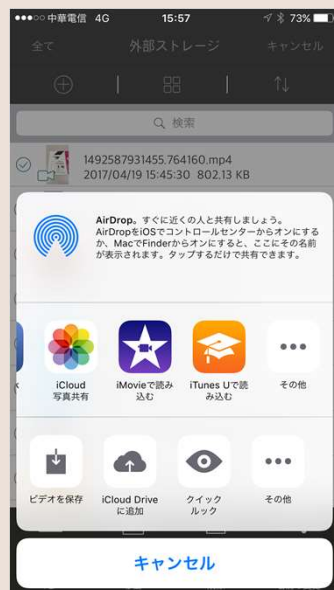 中華電信 4G 15:57 73%
全て 外部ストレージ キャンセル
検索
1492587931455.764160.mp4
2017/04/19 15:45:30 802.13 KB
AirDrop。すぐに近くの人と共有しましょう。
AirDropをiOSでコントロールセンターからオンにする
か、MacでFinderからオンにすると、ここにその名前
が表示されます。タップするだけで共有できます。
k iCloud iMovieで読み iTunes Uで読 その他
写真共有 込む み込む
ビデオを保存 iCloud Drive クイック その他
に追加 ルック
キャンセル